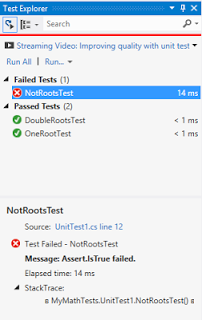 Test Explorer
Streaming Video: Improving quality with unit test
Run All | Run...
Failed Tests (1)
NotRootsTest 14 ms
Passed Tests (2)
DoubleRootsTest < 1 ms
OneRootTest < 1 ms
NotRootsTest
Source: UnitTest1.cs line 12
Test Failed - NotRootsTest
Message: Assert.IsTrue failed.
Elapsed time: 14 ms
StackTrace:
в MyMathTests.UnitTest1.NotRootsTest() в